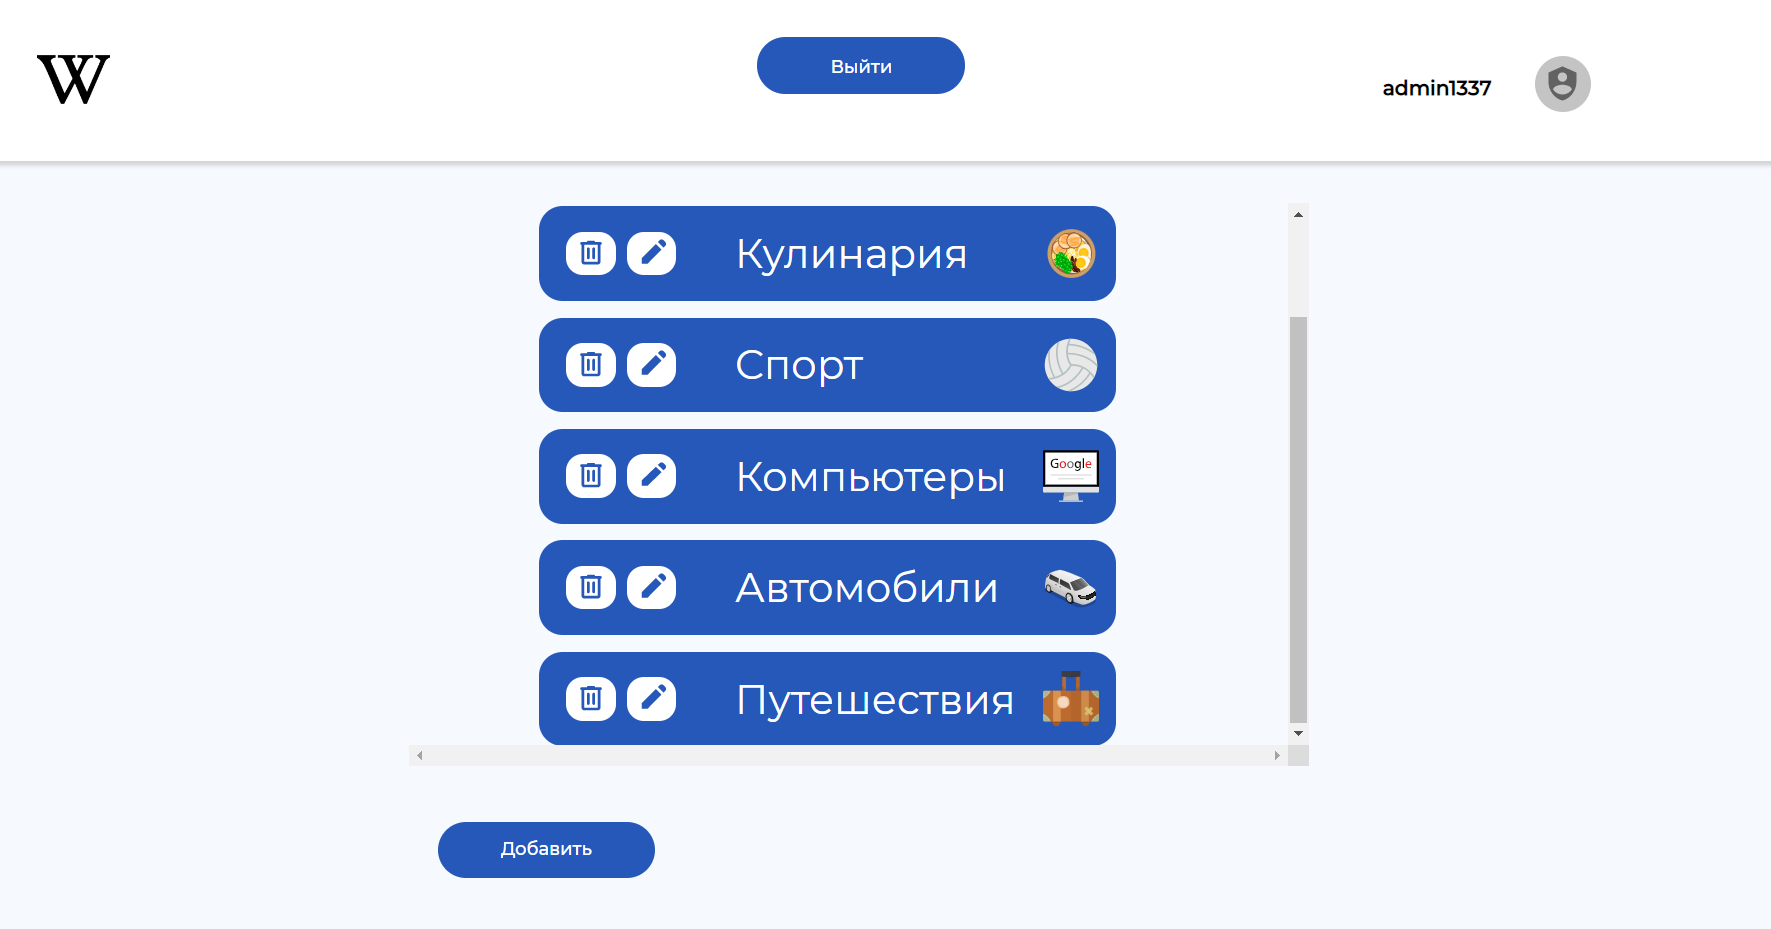 W
Выйти
admin1337
Кулинария
Спорт
Компьютеры
Google
Автомобили
Путешествия
Добавить